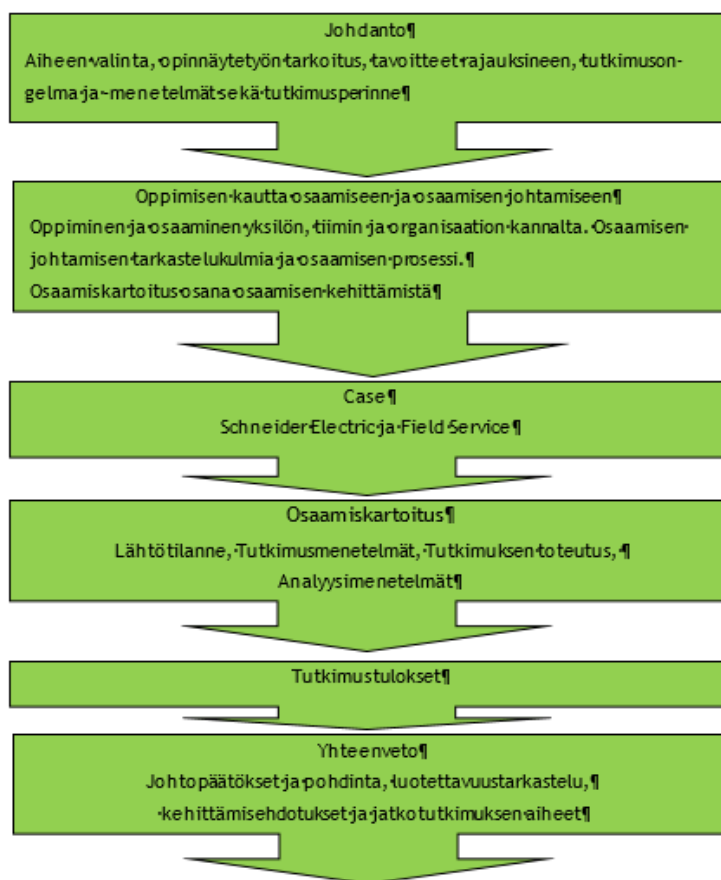 Johdanto¶
Aiheen·valinta,·opinnäytetyön·tarkoitus,·tavoitteet·rajauksineen,·tutkimuson-
gelma·ja·-menetelmät·sekä·tutkimusperinne¶
Oppimisen·kautta·osaamiseen·ja·osaamisen·johtamiseen¶
Oppiminen·ja·osaaminen·yksilön,·tiimin·ja·organisaation·kannalta.·Osaamisen·
johtamisen·tarkastelukulmia·ja·osaamisen·prosessi.¶
Osaamiskartoitus·osana·osaamisen·kehittämistä¶
Case¶
Schneider·Electric·ja·Field·Service¶
Osaamiskartoitus¶
Lähtötilanne,·Tutkimusmenetelmät,·Tutkimuksen·toteutus,·¶
Analyysimenetelmät¶
Tutkimustulokset¶
Yhteenveto¶
Johtopäätökset·ja·pohdinta,·luotettavuustarkastelu,¶
·kehittämisehdotukset·ja·jatkotutkimuksen·aiheet¶